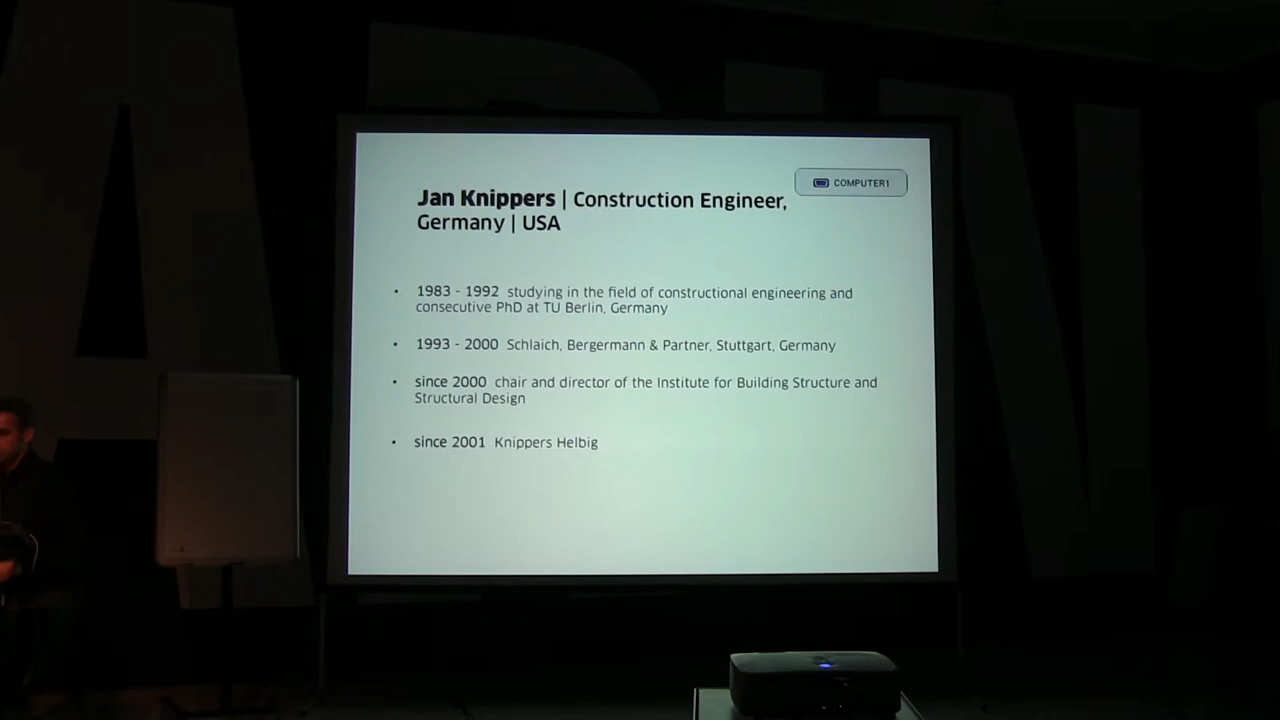 COMPUTER1
Jan Knippers | Construction Engineer,
Germany | USA
• 1983 - 1992 studying in the field of constructional engineering and
consecutive PhD at TU Berlin, Germany
• 1993 - 2000 Schlaich, Bergermann & Partner, Stuttgart, Germany
• since 2000 chair and director of the Institute for Building Structure and
Structural Design
• since 2001 Knippers Helbig